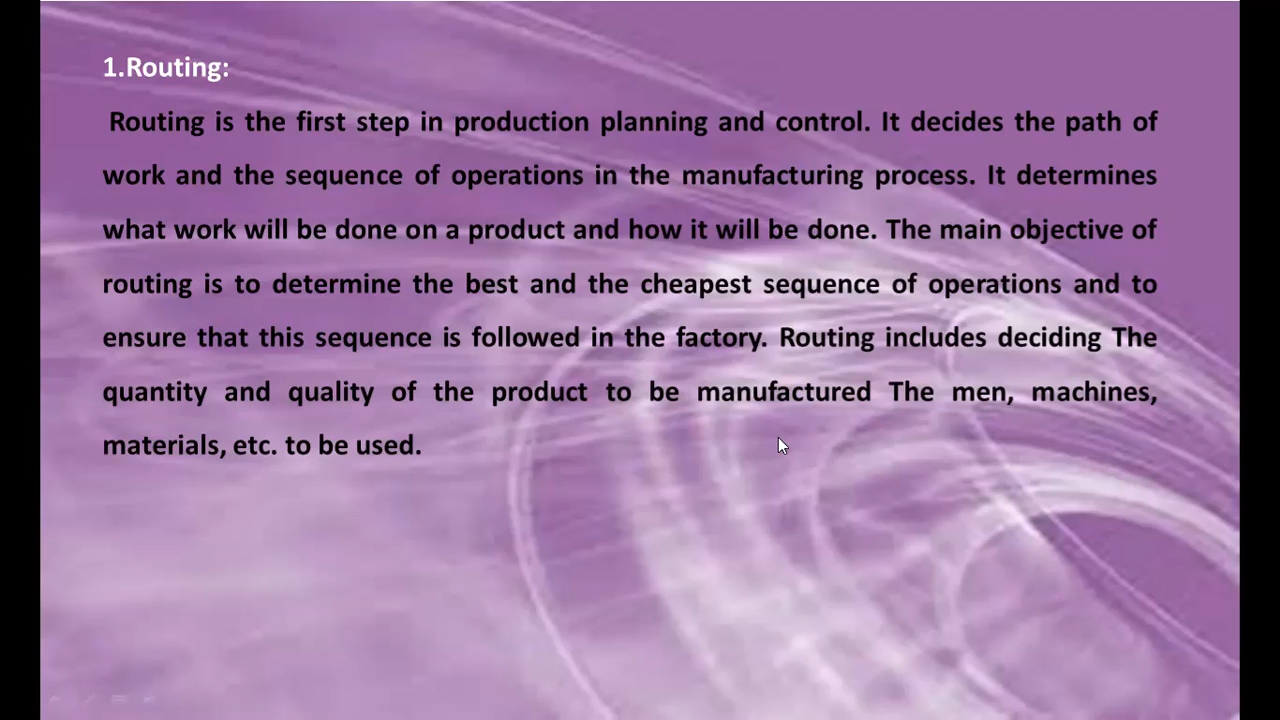 1.Routing:
Routing is the first step in production planning and control. It decides the path of
work and the sequence of operations in the manufacturing process. It determines
what work will be done on a product and how it will be done. The main objective of
routing is to determine the best and the cheapest sequence of operations and to
ensure that this sequence is followed in the factory. Routing includes deciding The
quantity and quality of the product to be manufactured The men, machines,
materials, etc. to be used.